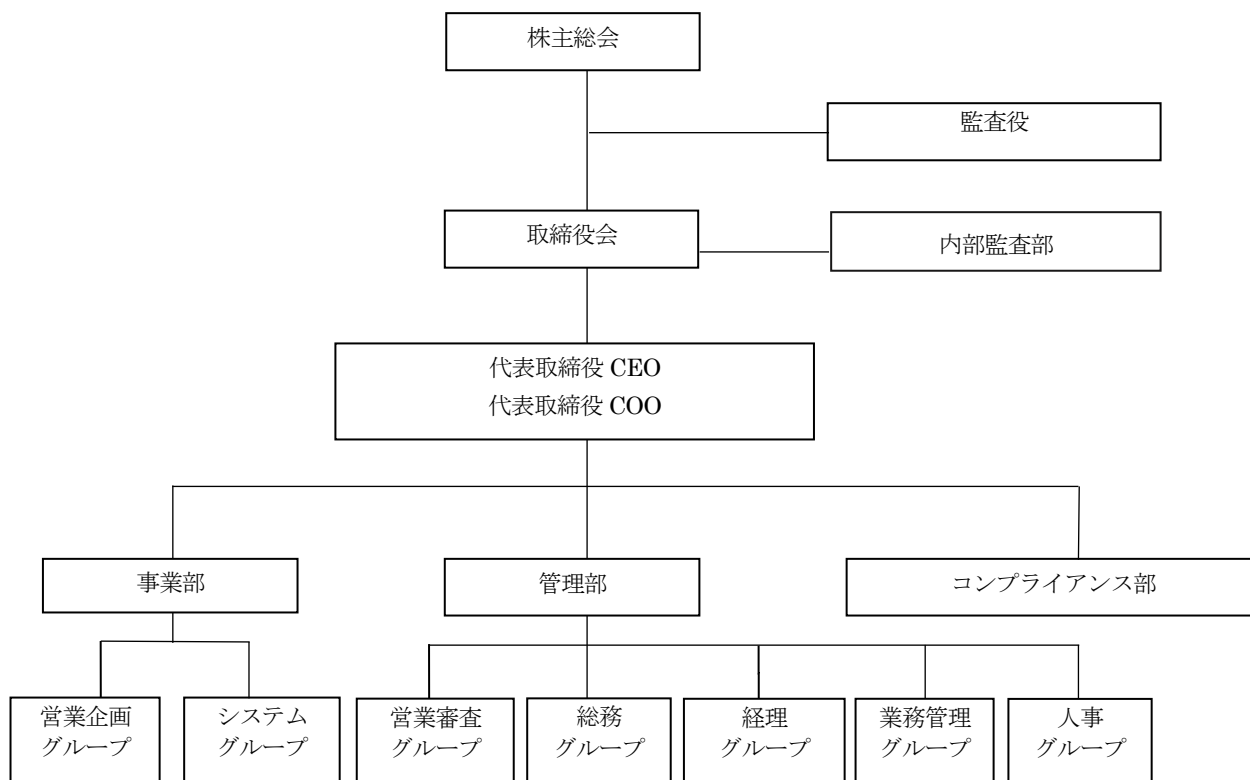 株主総会
監査役
取締役会
内部監査部
代表取締役 CEO
代表取締役 COO
事業部
管理部
コンプライアンス部
営業企画
グループ
システム
グループ
営業審査
グループ
総務
グループ
経理
グループ
業務管理
グループ
人事
グループ